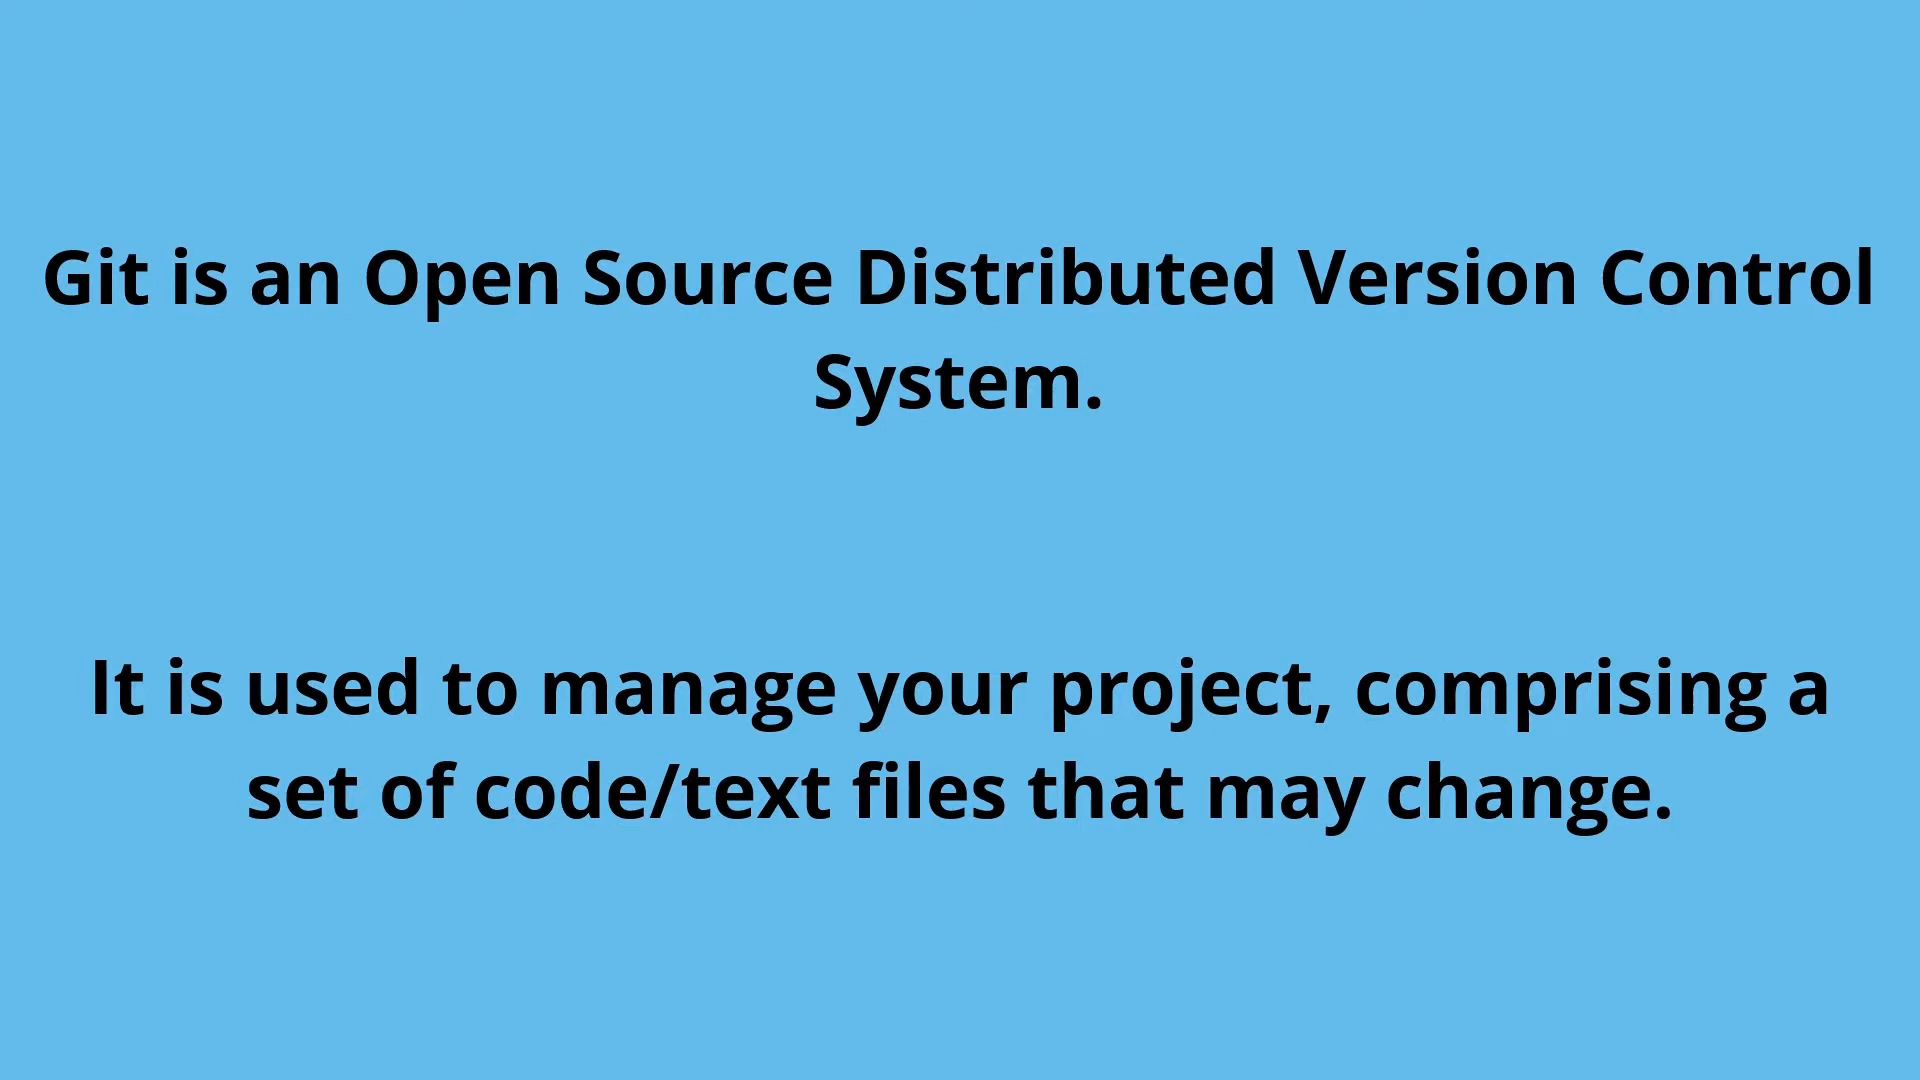 Git is an Open Source Distributed Version Control
System.
It is used to manage your project, comprising a
set of code/text files that may change.